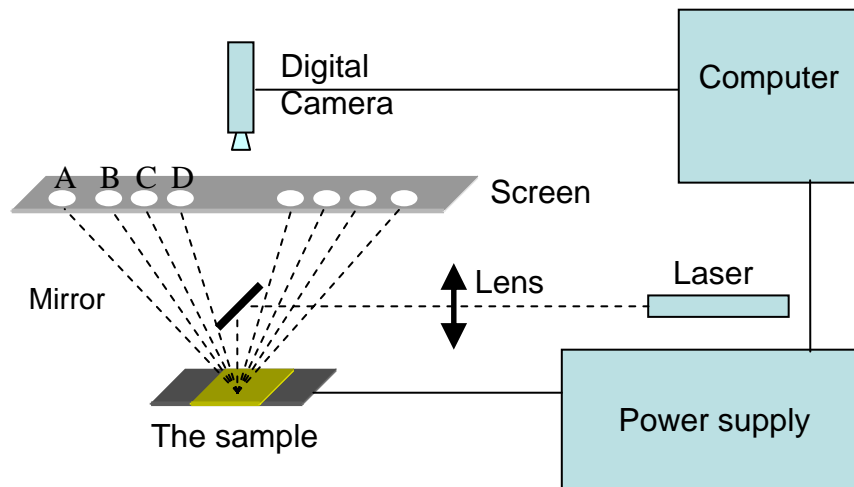 Digital
Camera
Computer
A B C D
Screen
Lens
Laser
Mirror
The sample
Power supply